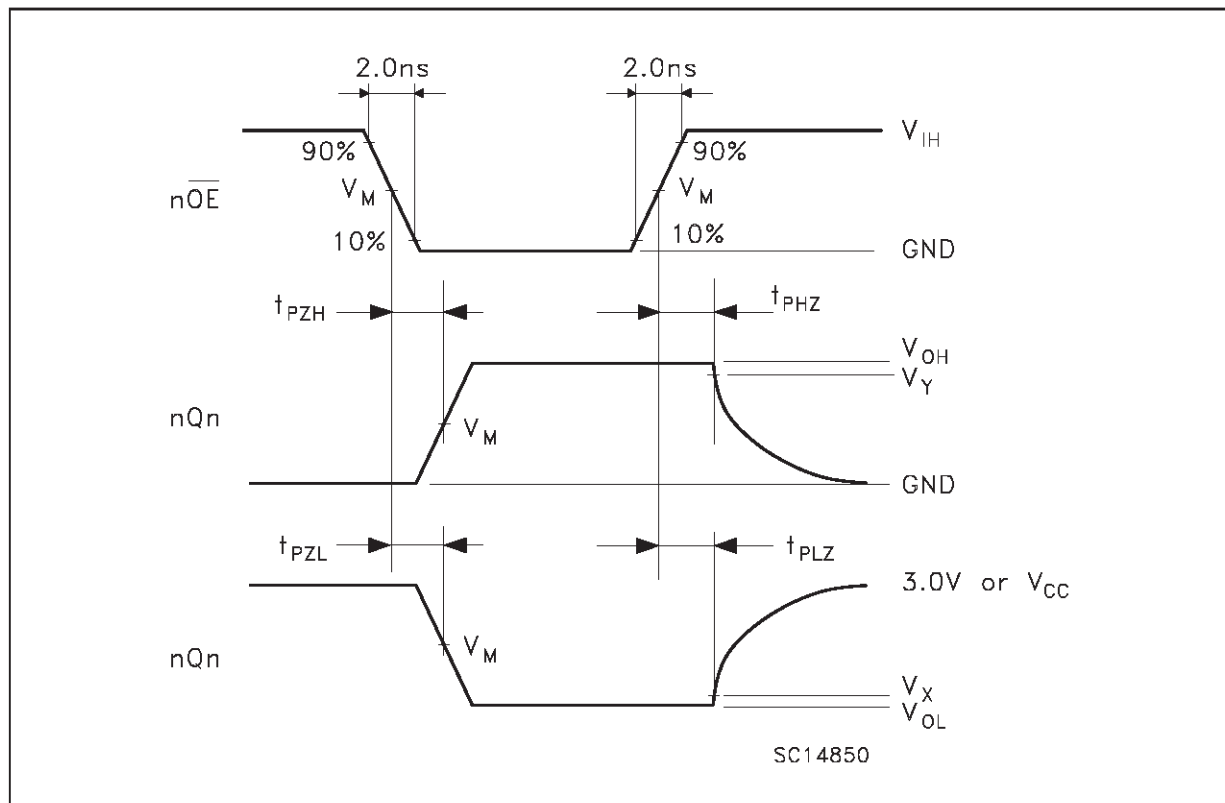 2.0ns 2.0ns
V_IH
90% 90%
nO̅E̅ V_M V_M
10% 10%
GND
t_PZH t_PHZ
V_OH
V_Y
nQn V_M
GND
t_PZL t_PLZ
3.0V or V_CC
nQn V_M
V_X
V_OL
SC14850